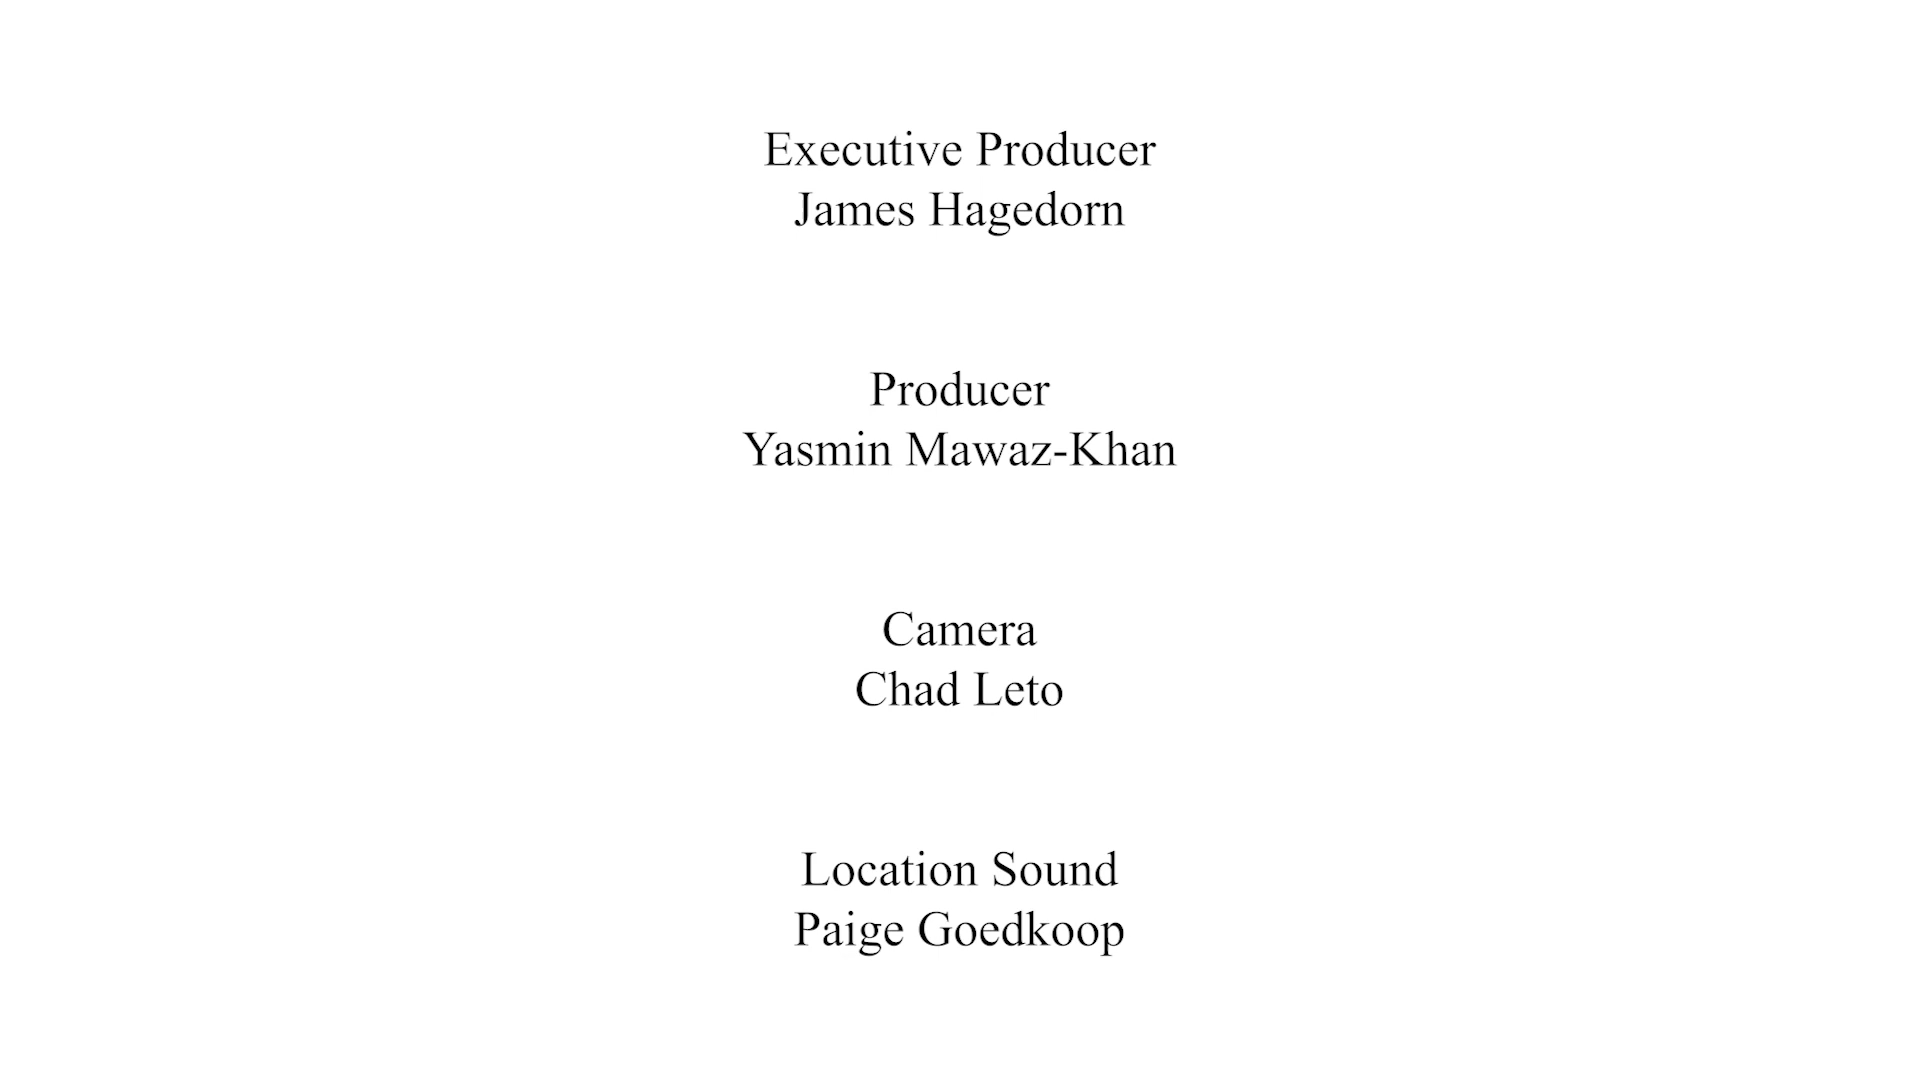 Executive Producer
James Hagedorn
Producer
Yasmin Mawaz-Khan
Camera
Chad Leto
Location Sound
Paige Goedkoop